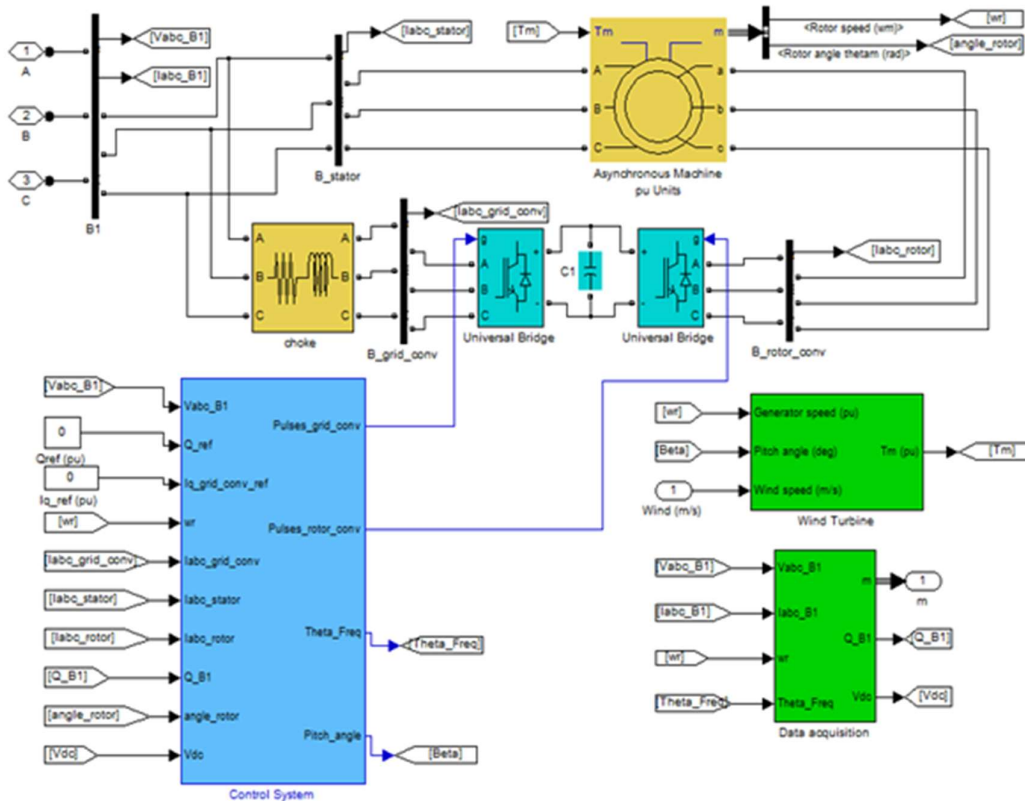 [Vabc_B1]
[Iabc_stator]
[Tm]
Tm
m
<Rotor speed (wm)>
[wr]
<Rotor angle thetam (rad)>
[angle_rotor]
1
A
[Iabc_B1]
A
a
2
B
B
b
3
C
C
c
B1
B_stator
Asynchronous Machine
pu Units
[Iabc_grid_conv]
A
A
B
B
C
C
choke
B_grid_conv
g
A
B
C
+
-
Universal Bridge
C1
g
+
-
A
B
C
Universal Bridge
[Iabc_rotor]
B_rotor_conv
[Vabc_B1]
Vabc_B1
0
Qref (pu)
Q_ref
0
Iq_ref (pu)
Iq_grid_conv_ref
[wr]
wr
[Iabc_grid_conv]
Iabc_grid_conv
[Iabc_stator]
Iabc_stator
[Iabc_rotor]
Iabc_rotor
[Q_B1]
Q_B1
[angle_rotor]
angle_rotor
[Vdc]
Vdc
Pulses_grid_conv
Pulses_rotor_conv
Theta_Freq
[Theta_Freq]
Pitch_angle
[Beta]
Control System
[wr]
Generator speed (pu)
[Beta]
Pitch angle (deg)
Tm (pu)
[Tm]
1
Wind (m/s)
Wind speed (m/s)
Wind Turbine
[Vabc_B1]
Vabc_B1
m
1
m
[Iabc_B1]
Iabc_B1
Q_B1
[Q_B1]
[wr]
wr
[Theta_Freq]
Theta_Freq
Vdc
[Vdc]
Data acquisition